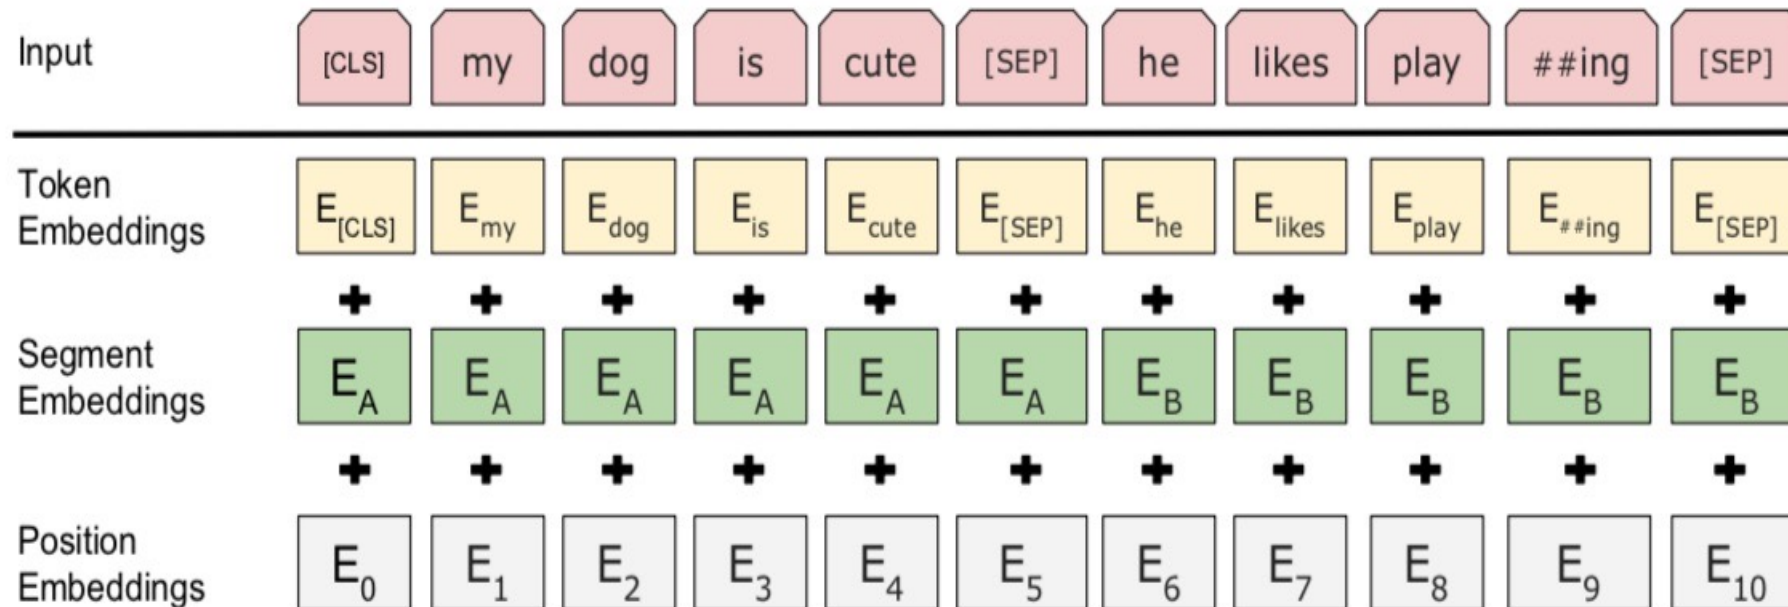 Input [CLS] my dog is cute [SEP] he likes play ##ing [SEP]
Token
Embeddings
E[CLS] Emy Edog Eis Ecute E[SEP] Ehe Elikes Eplay E##ing E[SEP]
+ + + + + + + + + + +
Segment
Embeddings
EA EA EA EA EA EA EB EB EB EB EB
+ + + + + + + + + + +
Position
Embeddings
E0 E1 E2 E3 E4 E5 E6 E7 E8 E9 E10